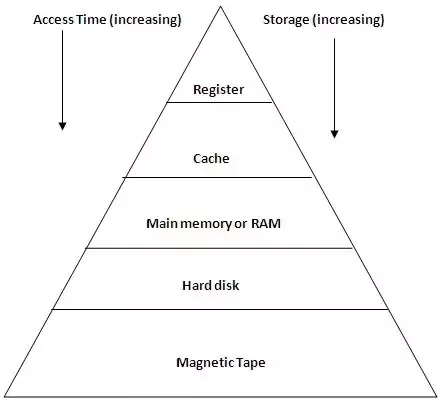 Access Time (increasing)
Storage (increasing)
Register
Cache
Main memory or RAM
Hard disk
Magnetic Tape